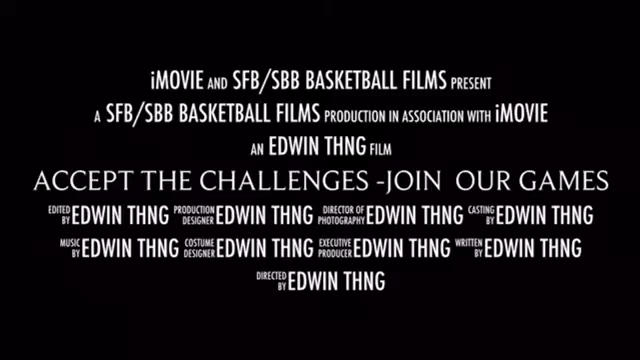 iMOVIE AND SFB/SBB BASKETBALL FILMS PRESENT
A SFB/SBB BASKETBALL FILMS PRODUCTION IN ASSOCIATION WITH iMOVIE
AN EDWIN THNG FILM
ACCEPT THE CHALLENGES -JOIN OUR GAMES
EDITED BY EDWIN THNG PRODUCTION DESIGNER EDWIN THNG DIRECTOR OF PHOTOGRAPHY EDWIN THNG CASTING BY EDWIN THNG
MUSIC BY EDWIN THNG COSTUME DESIGNER EDWIN THNG EXECUTIVE PRODUCER EDWIN THNG WRITTEN BY EDWIN THNG
DIRECTED BY EDWIN THNG